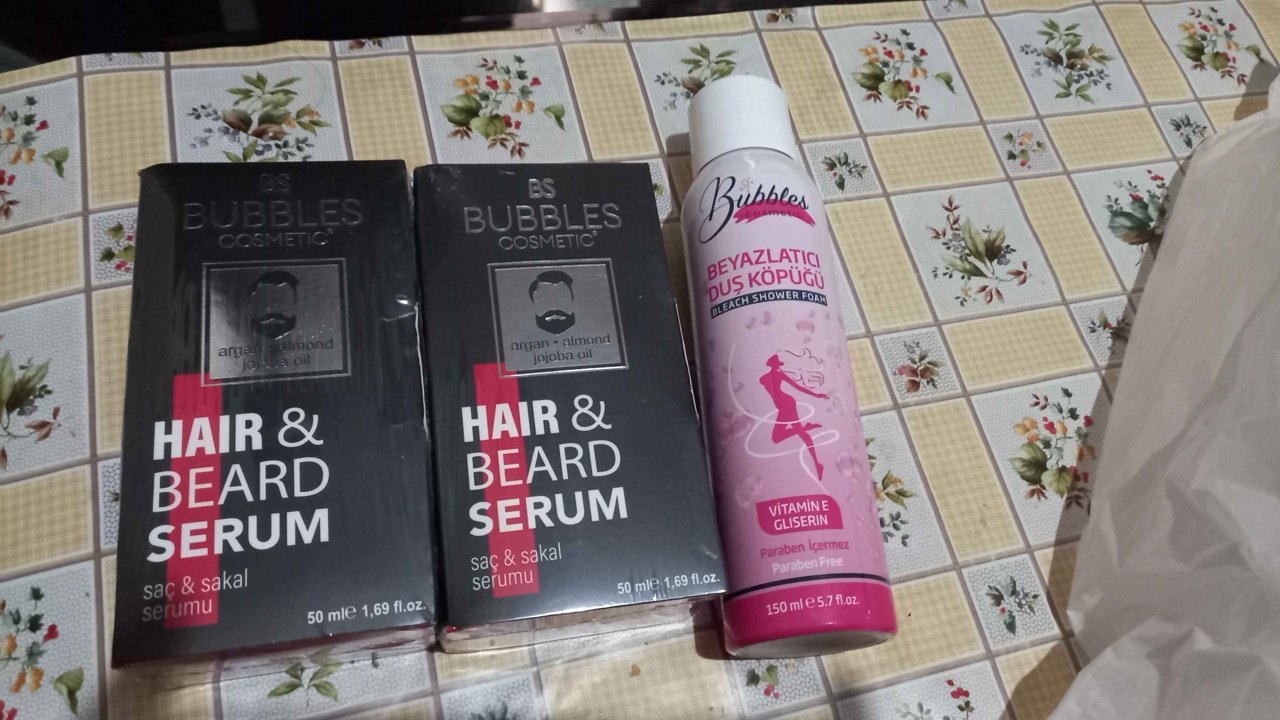 BS
BUBBLES
COSMETIC
argan • almond
jojoba oil
HAIR &
BEARD
SERUM
saç & sakal
serumu
50 ml e 1,69 fl.oz.
BS
BUBBLES
COSMETIC
argan • almond
jojoba oil
HAIR &
BEARD
SERUM
saç & sakal
serumu
50 ml e 1,69 fl.oz.
Bubbles
cosmetic
BEYAZLATICI
DUŞ KÖPÜĞÜ
BLEACH SHOWER FOAM
VİTAMİN E
GLISERIN
Paraben İçermez
Paraben Free
150 ml e 5.7 fl.oz.